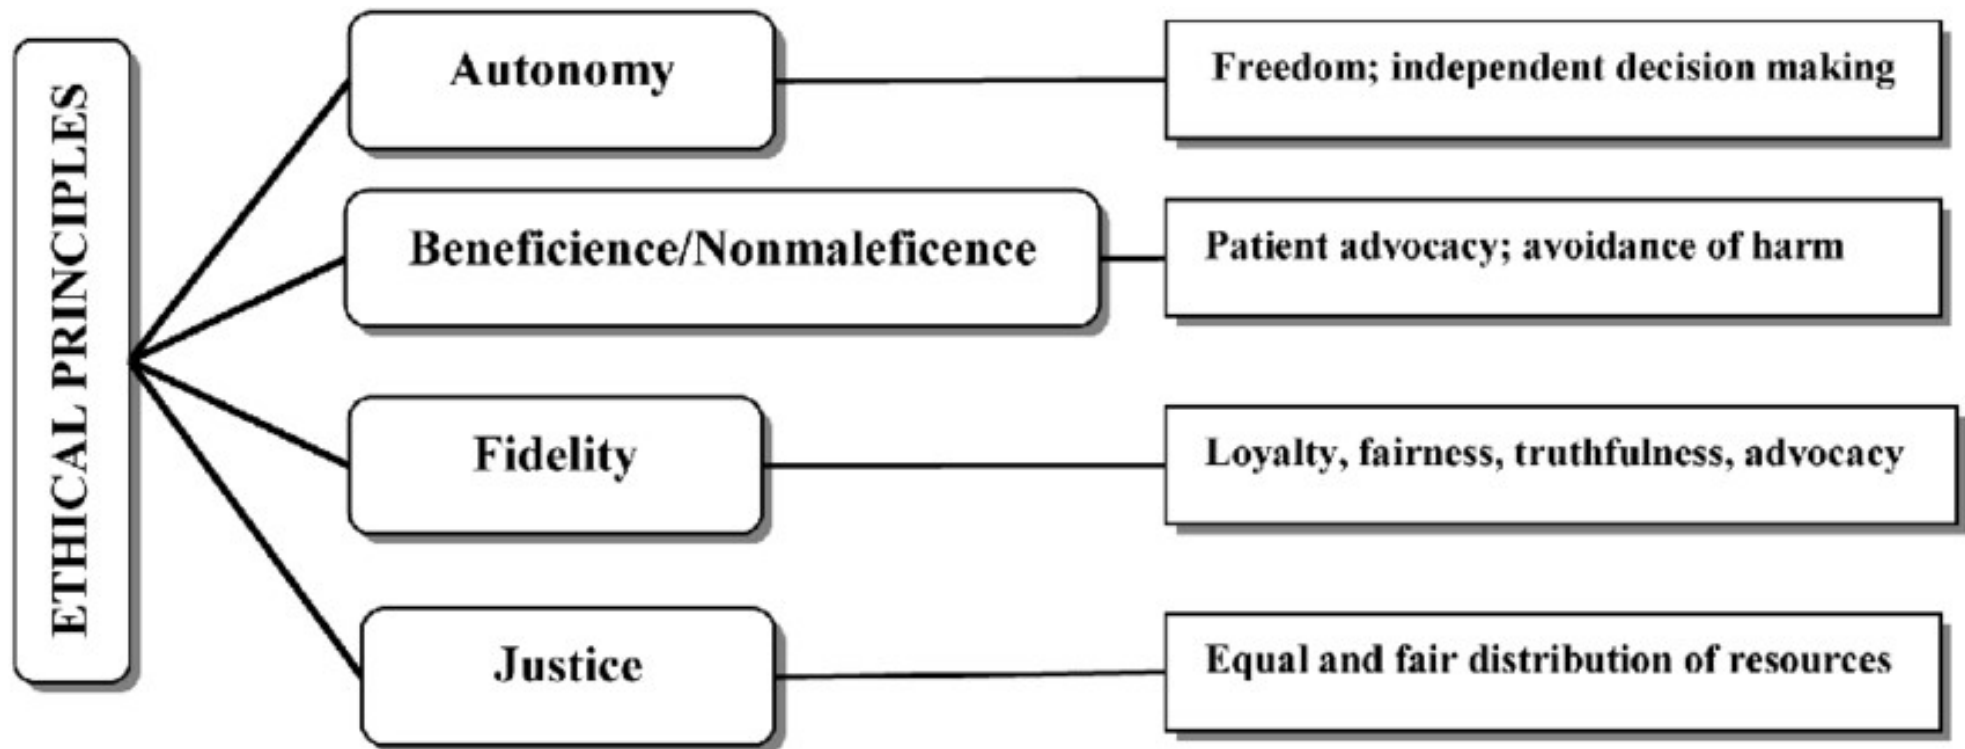 ETHICAL PRINCIPLES
Autonomy
Freedom; independent decision making
Beneficience/Nonmaleficence
Patient advocacy; avoidance of harm
Fidelity
Loyalty, fairness, truthfulness, advocacy
Justice
Equal and fair distribution of resources